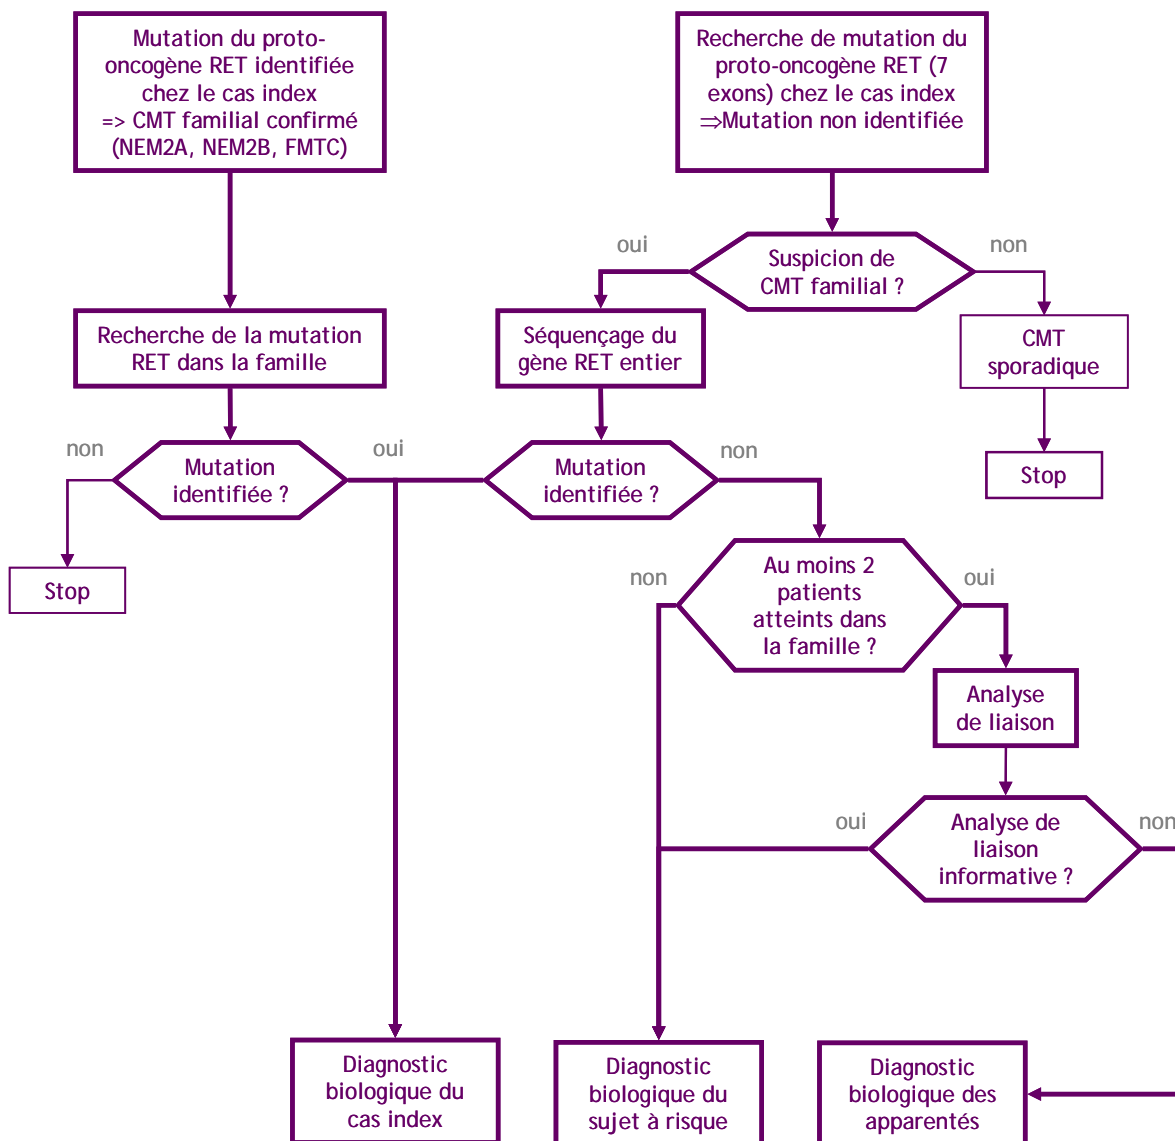 Mutation du proto-
oncogène RET identifiée
chez le cas index
=> CMT familial confirmé
(NEM2A, NEM2B, FMTC)
Recherche de mutation du
proto-oncogène RET (7
exons) chez le cas index
⇒Mutation non identifiée
oui
Suspicion de
CMT familial ?
non
Recherche de la mutation
RET dans la famille
Séquençage du
gène RET entier
CMT
sporadique
non
Mutation
identifiée ?
oui
Mutation
identifiée ?
non
Stop
Stop
non
Au moins 2
patients
atteints dans
la famille ?
oui
Analyse
de liaison
oui
Analyse de
liaison
informative ?
non
Diagnostic
biologique du
cas index
Diagnostic
biologique du
sujet à risque
Diagnostic
biologique des
apparentés